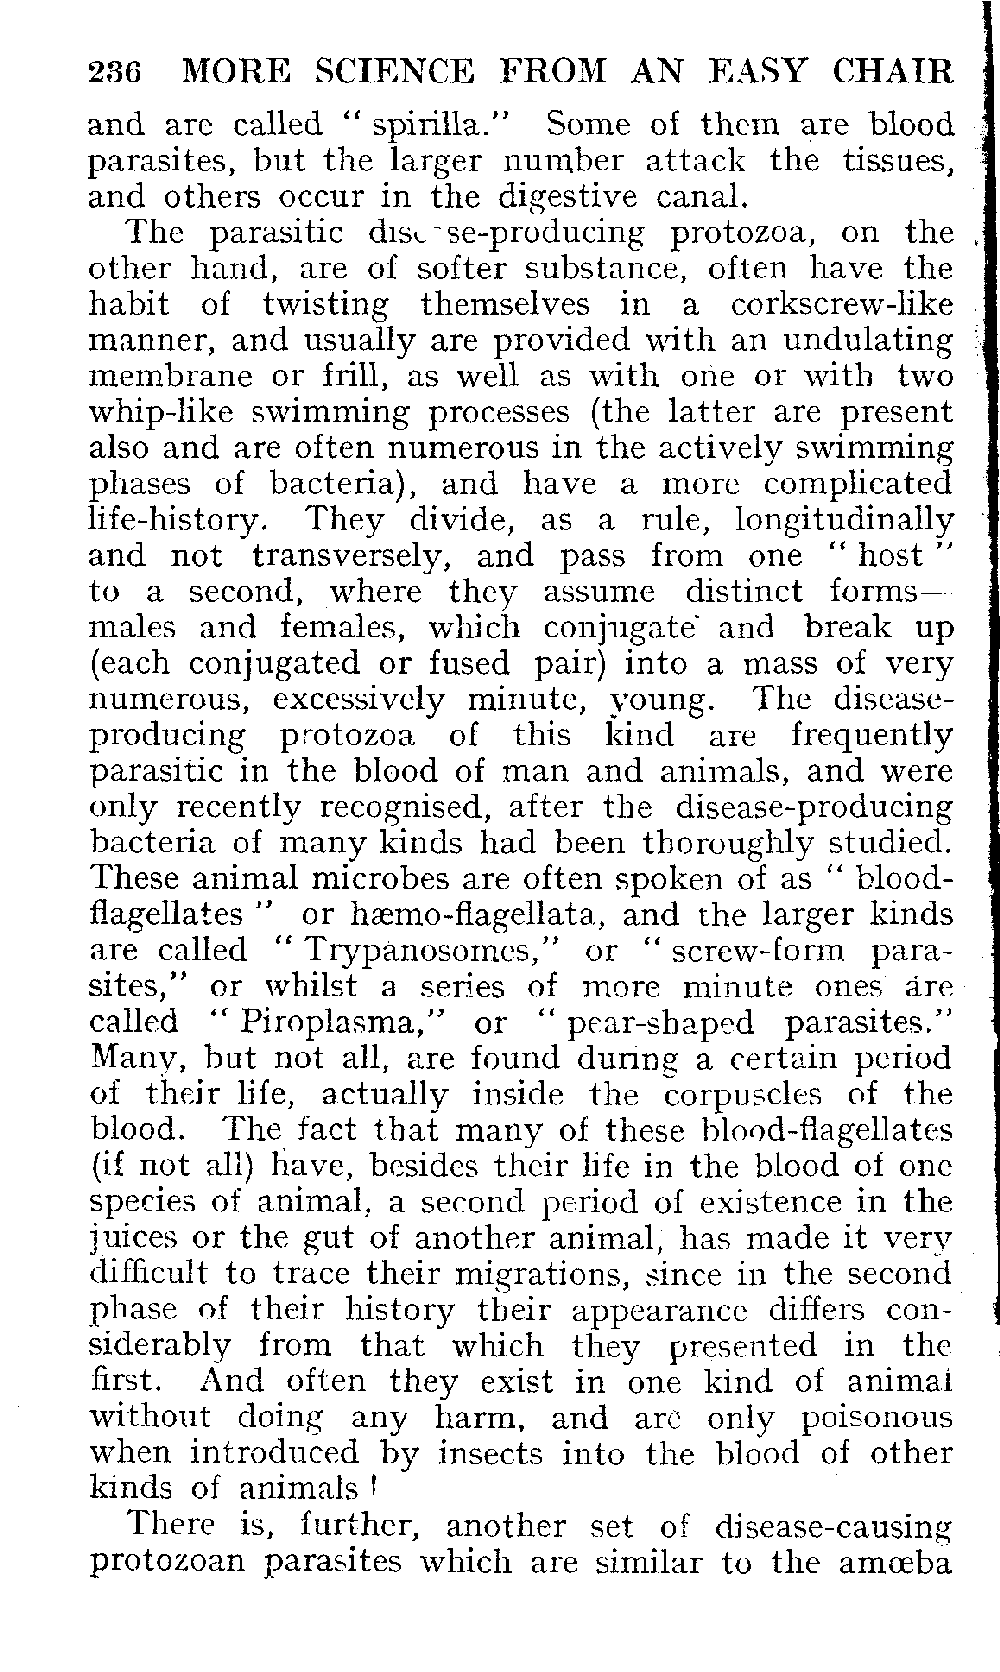 236 MORE SCIENCE FROM AN EASY CHAIR
and are called " spirilla." Some of them are blood
parasites, but the larger number attack the tissues,
and others occur in the digestive canal.
The parasitic disease-producing protozoa, on the
other hand, are of softer substance, often have the
habit of twisting themselves in a corkscrew-like
manner, and usually are provided with an undulating
membrane or frill, as well as with one or with two
whip-like swimming processes (the latter are present
also and are often numerous in the actively swimming
phases of bacteria), and have a more complicated
life-history. They divide, as a rule, longitudinally
and not transversely, and pass from one " host "
to a second, where they assume distinct forms—
males and females, which conjugate and break up
(each conjugated or fused pair) into a mass of very
numerous, excessively minute, young. The disease-
producing protozoa of this kind are frequently
parasitic in the blood of man and animals, and were
only recently recognised, after the disease-producing
bacteria of many kinds had been thoroughly studied.
These animal microbes are often spoken of as " blood-
flagellates " or hæmo-flagellata, and the larger kinds
are called " Trypanosomes," or " screw-form para-
sites," or whilst a series of more minute ones are
called " Piroplasma," or " pear-shaped parasites."
Many, but not all, are found during a certain period
of their life, actually inside the corpuscles of the
blood. The fact that many of these blood-flagellates
(if not all) have, besides their life in the blood of one
species of animal, a second period of existence in the
juices or the gut of another animal, has made it very
difficult to trace their migrations, since in the second
phase of their history their appearance differs con-
siderably from that which they presented in the
first. And often they exist in one kind of animal
without doing any harm, and are only poisonous
when introduced by insects into the blood of other
kinds of animals !
There is, further, another set of disease-causing
protozoan parasites which are similar to the amœba